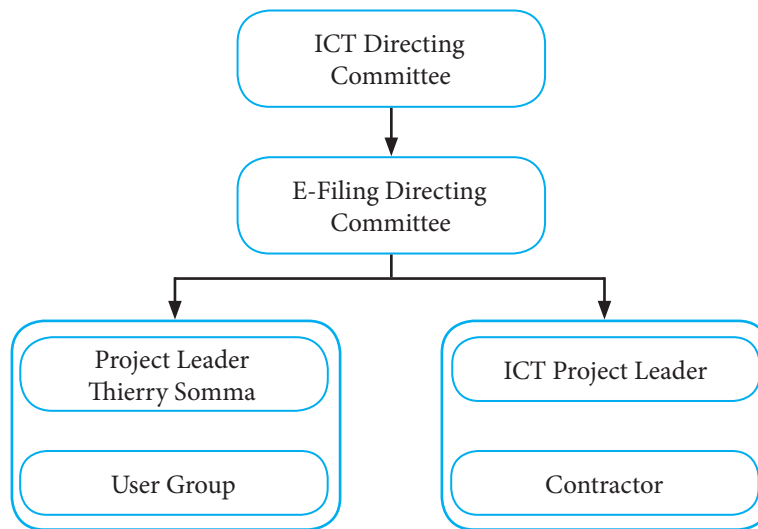 ICT Directing
Committee
E-Filing Directing
Committee
Project Leader
Thierry Somma
User Group
ICT Project Leader
Contractor